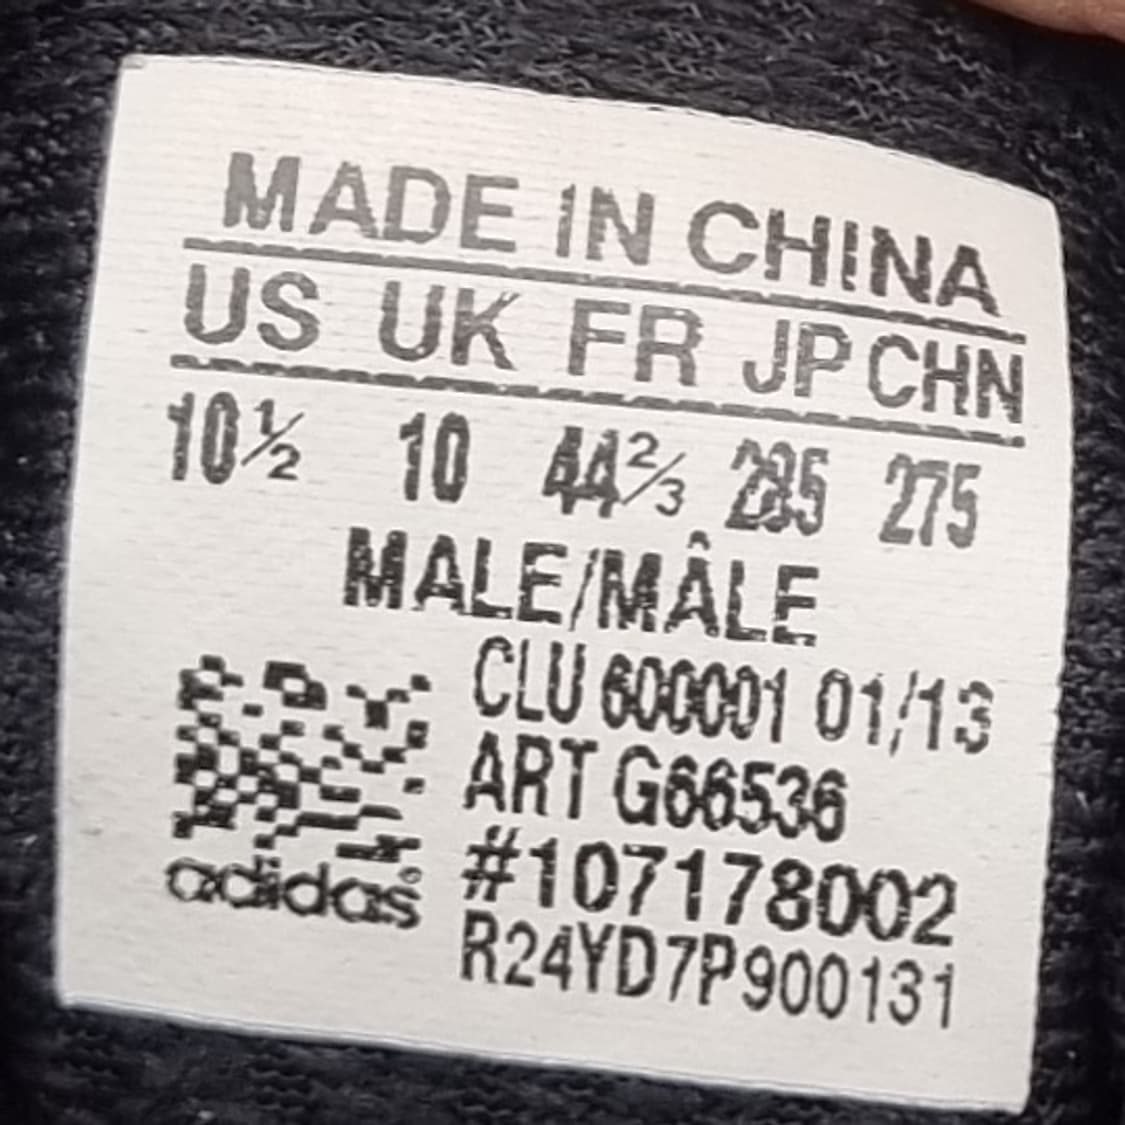 MADE IN CHINA
US UK FR JP CHN
10½ 10 44⅔ 285 275
MALE/MÂLE
CLU 600001 01/13
ART G66536
#107178002
adidas
R24YD7P900131